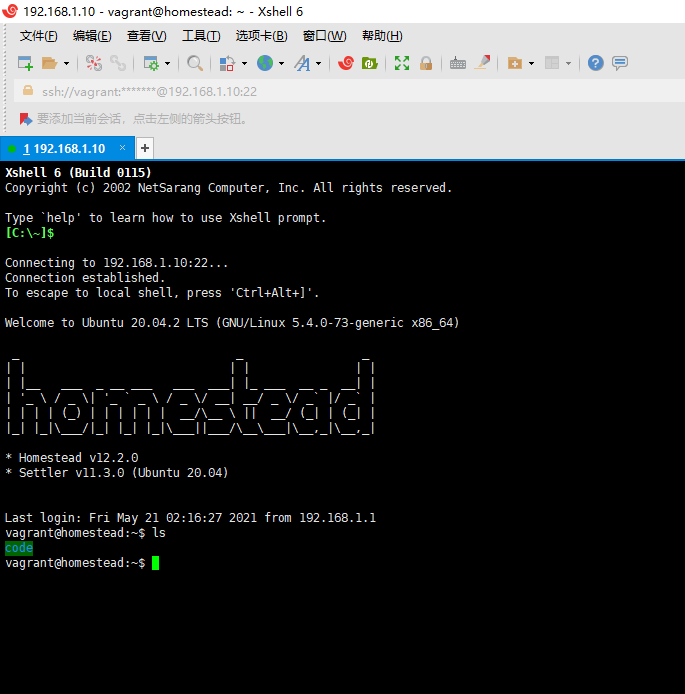 192.168.1.10 - vagrant@homestead: ~ - Xshell 6
文件(F) 编辑(E) 查看(V) 工具(T) 选项卡(B) 窗口(W) 帮助(H)
ssh://vagrant:*******@192.168.1.10:22
要添加当前会话，点击左侧的箭头按钮。
1 192.168.1.10 × +
Xshell 6 (Build 0115)
Copyright (c) 2002 NetSarang Computer, Inc. All rights reserved.
Type `help' to learn how to use Xshell prompt.
[C:\~]$
Connecting to 192.168.1.10:22...
Connection established.
To escape to local shell, press 'Ctrl+Alt+]'.
Welcome to Ubuntu 20.04.2 LTS (GNU/Linux 5.4.0-73-generic x86_64)
homestead
* Homestead v12.2.0
* Settler v11.3.0 (Ubuntu 20.04)
Last login: Fri May 21 02:16:27 2021 from 192.168.1.1
vagrant@homestead:~$ ls
code
vagrant@homestead:~$